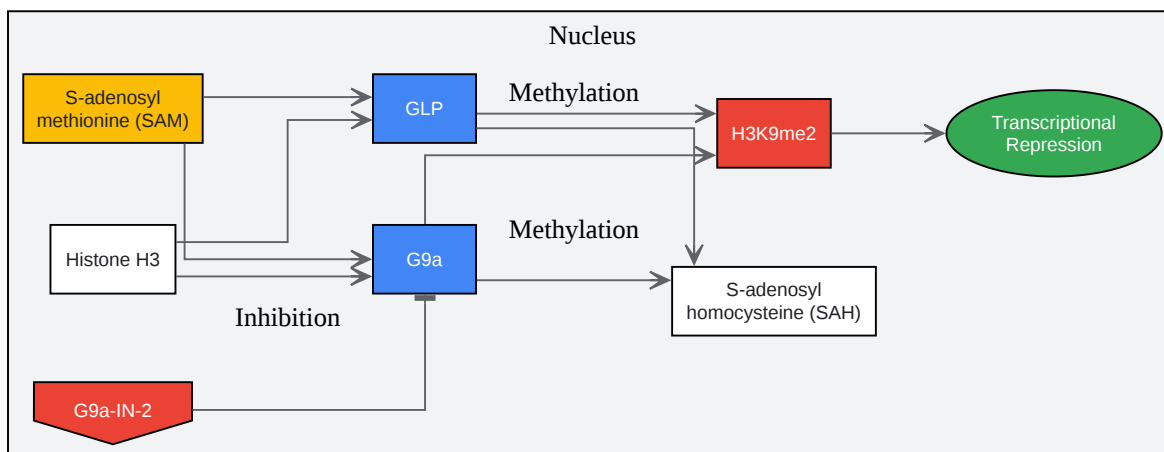 Nucleus
S-adenosyl
methionine (SAM)
GLP
Methylation
H3K9me2
Transcriptional
Repression
Histone H3
G9a
Methylation
S-adenosyl
homocysteine (SAH)
Inhibition
G9a-IN-2